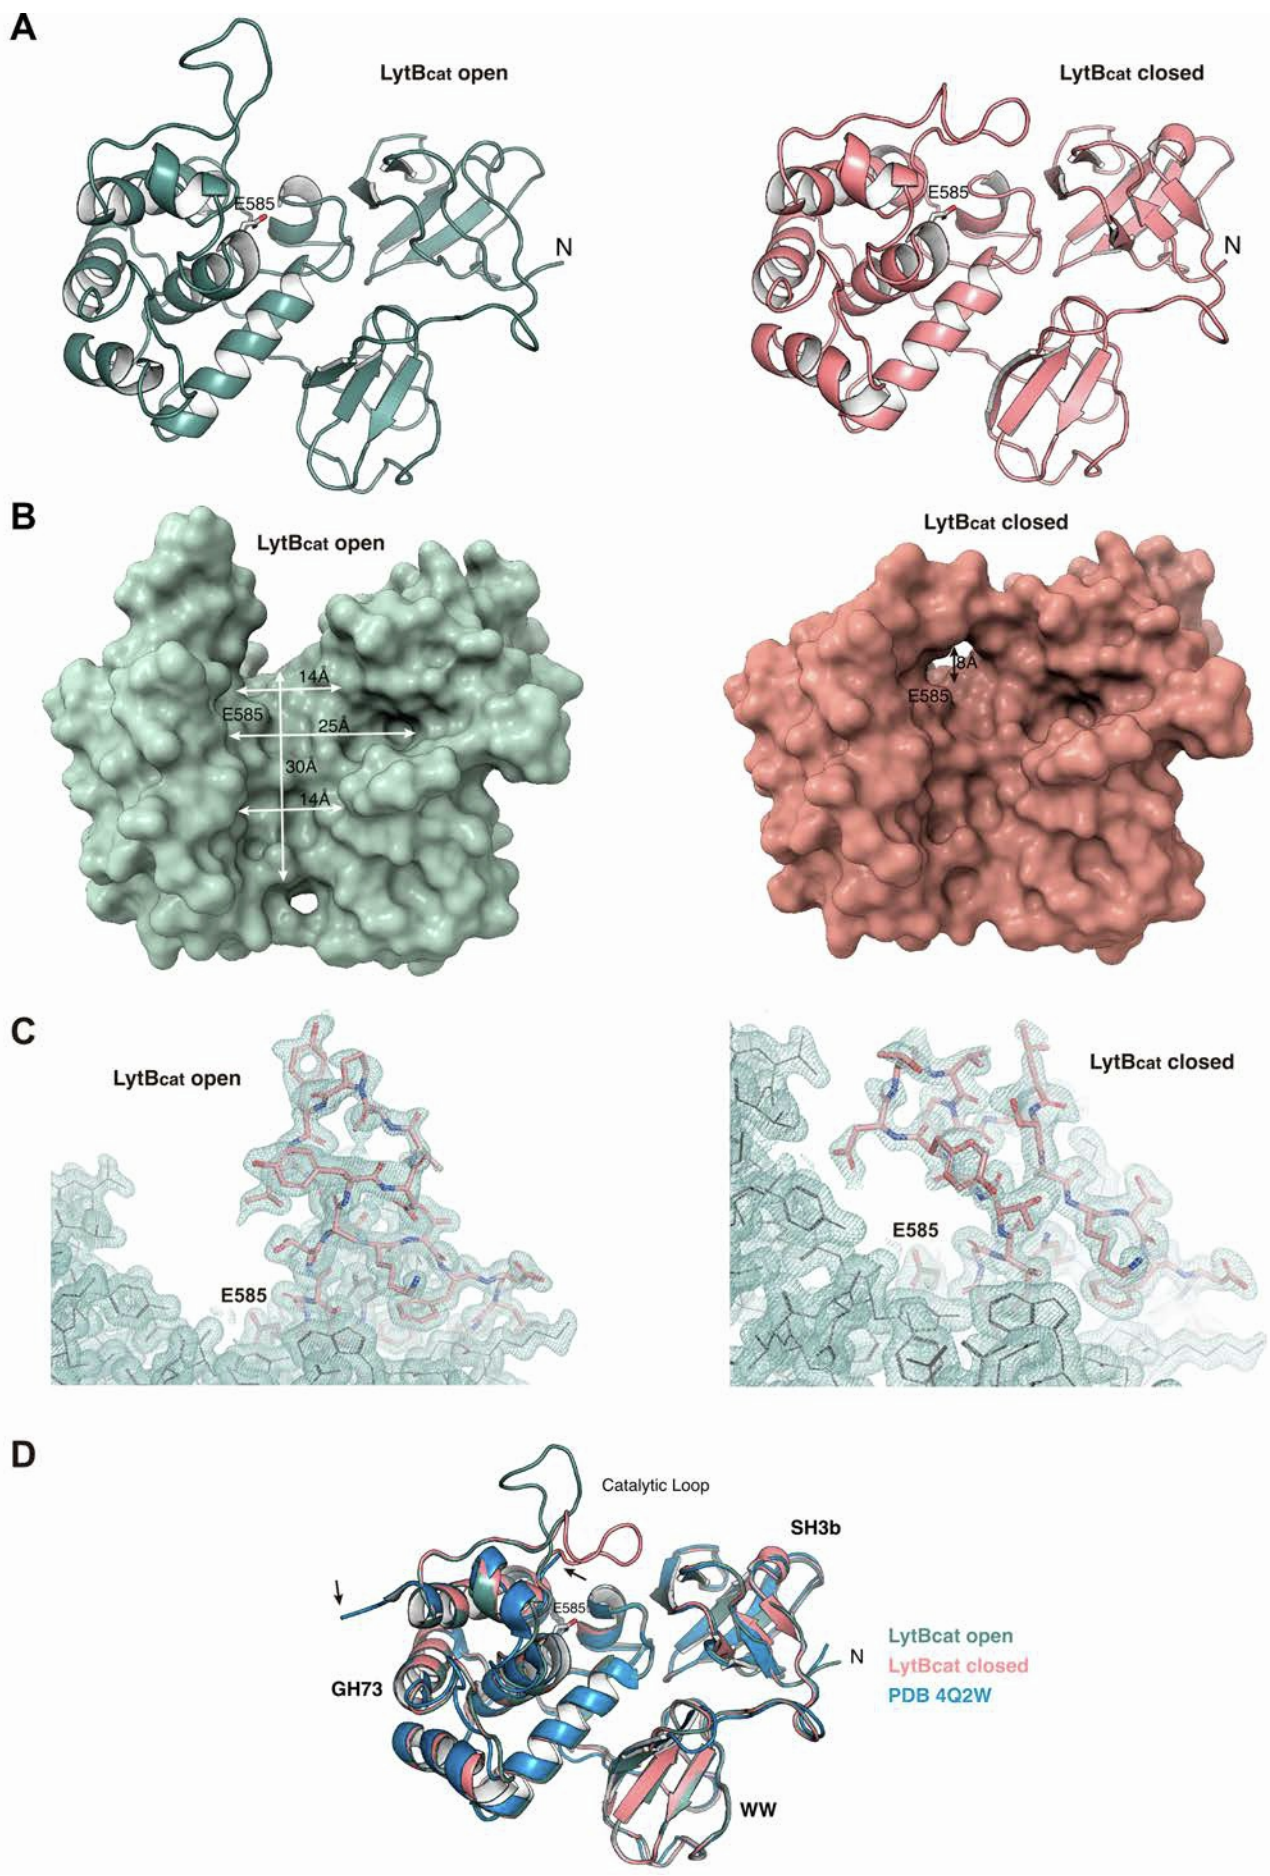 A
LytBcat open
LytBcat closed
E585
N
E585
N
B
LytBcat open
LytBcat closed
14Å
E585
25Å
30Å
14Å
8Å
E585
C
LytBcat open
LytBcat closed
E585
E585
D
Catalytic Loop
SH3b
E585
N
GH73
WW
LytBcat open
LytBcat closed
PDB 4Q2W